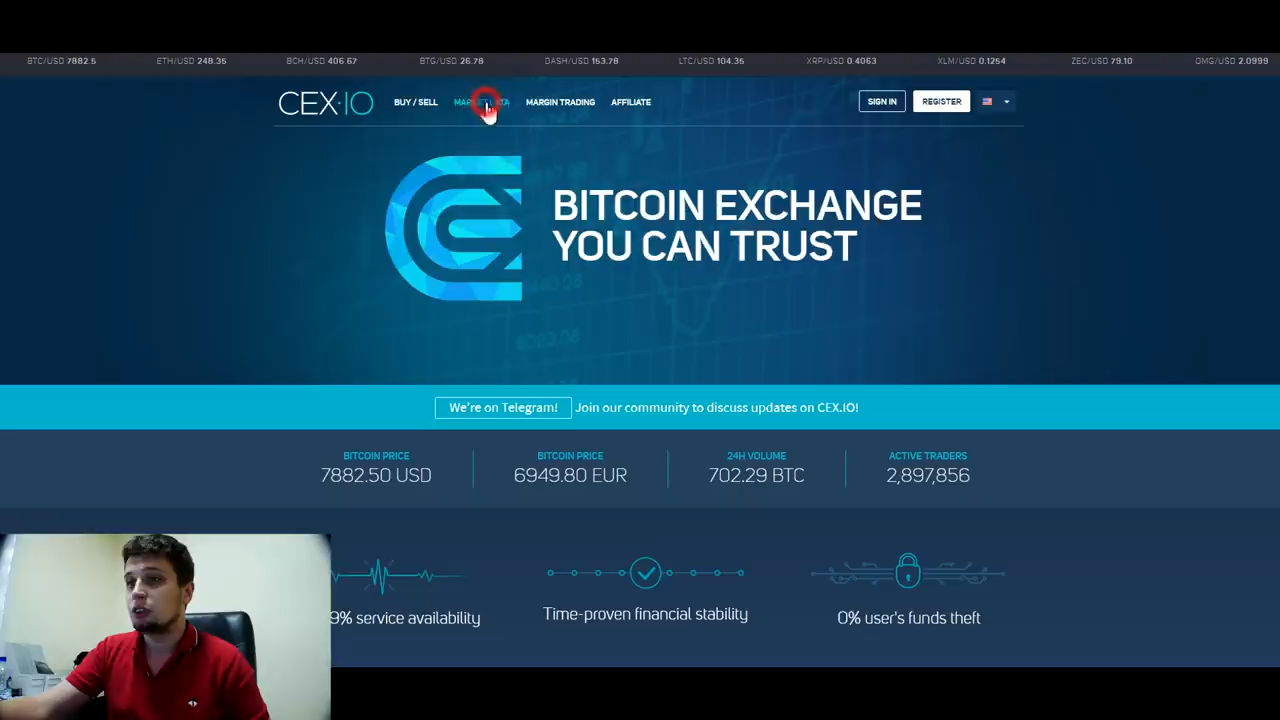 BTC/USD 7882.5 ETH/USD 248.35 BCH/USD 406.67 BTG/USD 26.78 DASH/USD 153.78 LTC/USD 104.35 XRP/USD 0.4063 XLM/USD 0.1254 ZEC/USD 79.10 OMG/USD 2.0999
CEX·IO BUY / SELL MARGIN TRADING AFFILIATE SIGN IN REGISTER
BITCOIN EXCHANGE
YOU CAN TRUST
We're on Telegram! Join our community to discuss updates on CEX.IO!
BITCOIN PRICE BITCOIN PRICE 24H VOLUME ACTIVE TRADERS
7882.50 USD 6949.80 EUR 702.29 BTC 2,897,856
9% service availability Time-proven financial stability 0% user's funds theft